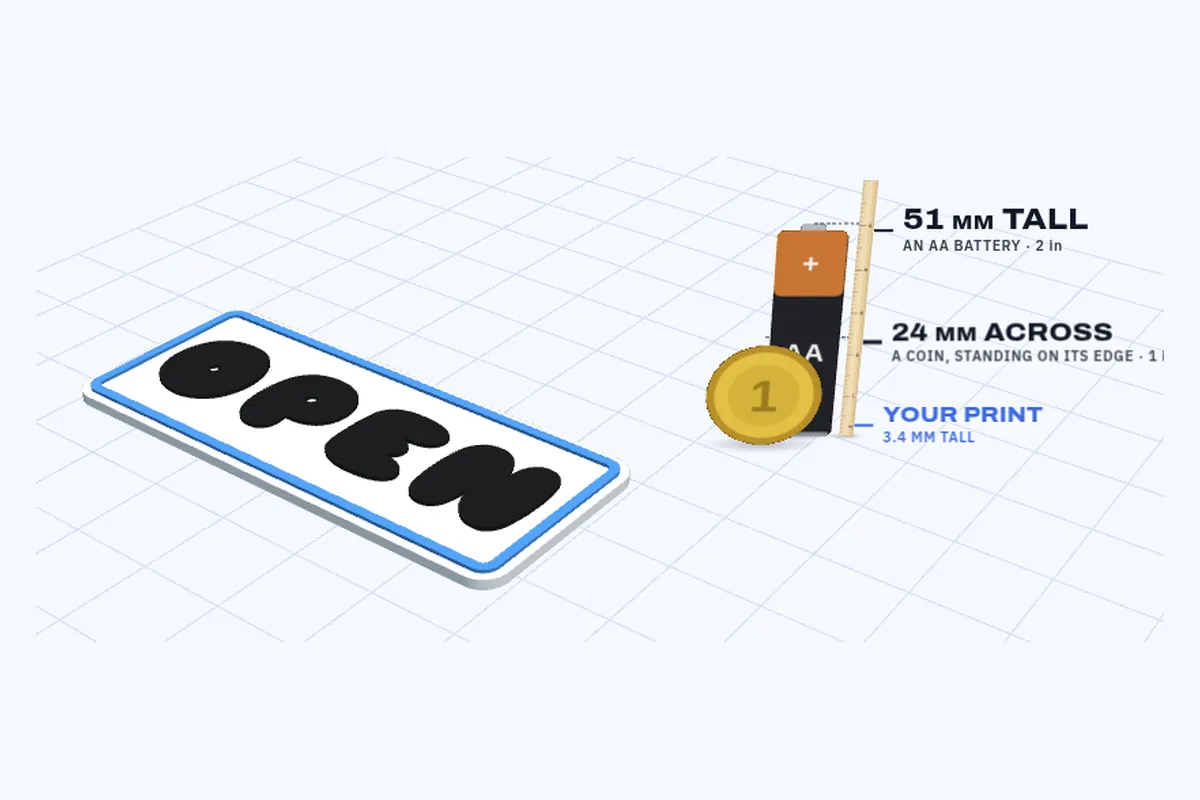 OPEN
+
AA
1
51 MM TALL
AN AA BATTERY · 2 in
24 MM ACROSS
A COIN, STANDING ON ITS EDGE · 1
YOUR PRINT
3.4 MM TALL